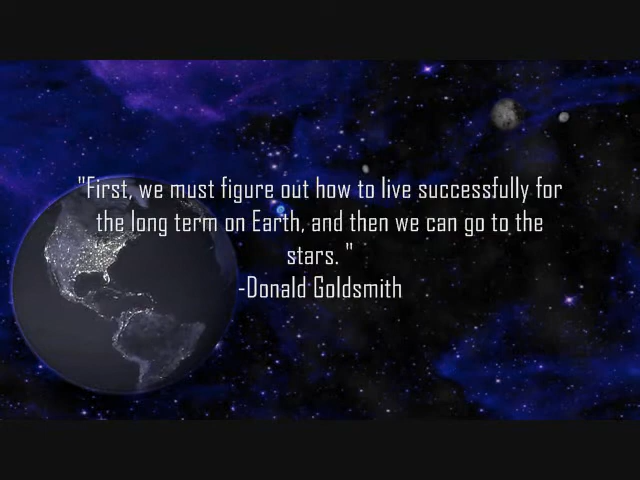 "First, we must figure out how to live successfully for
the long term on Earth, and then we can go to the
stars. "
-Donald Goldsmith